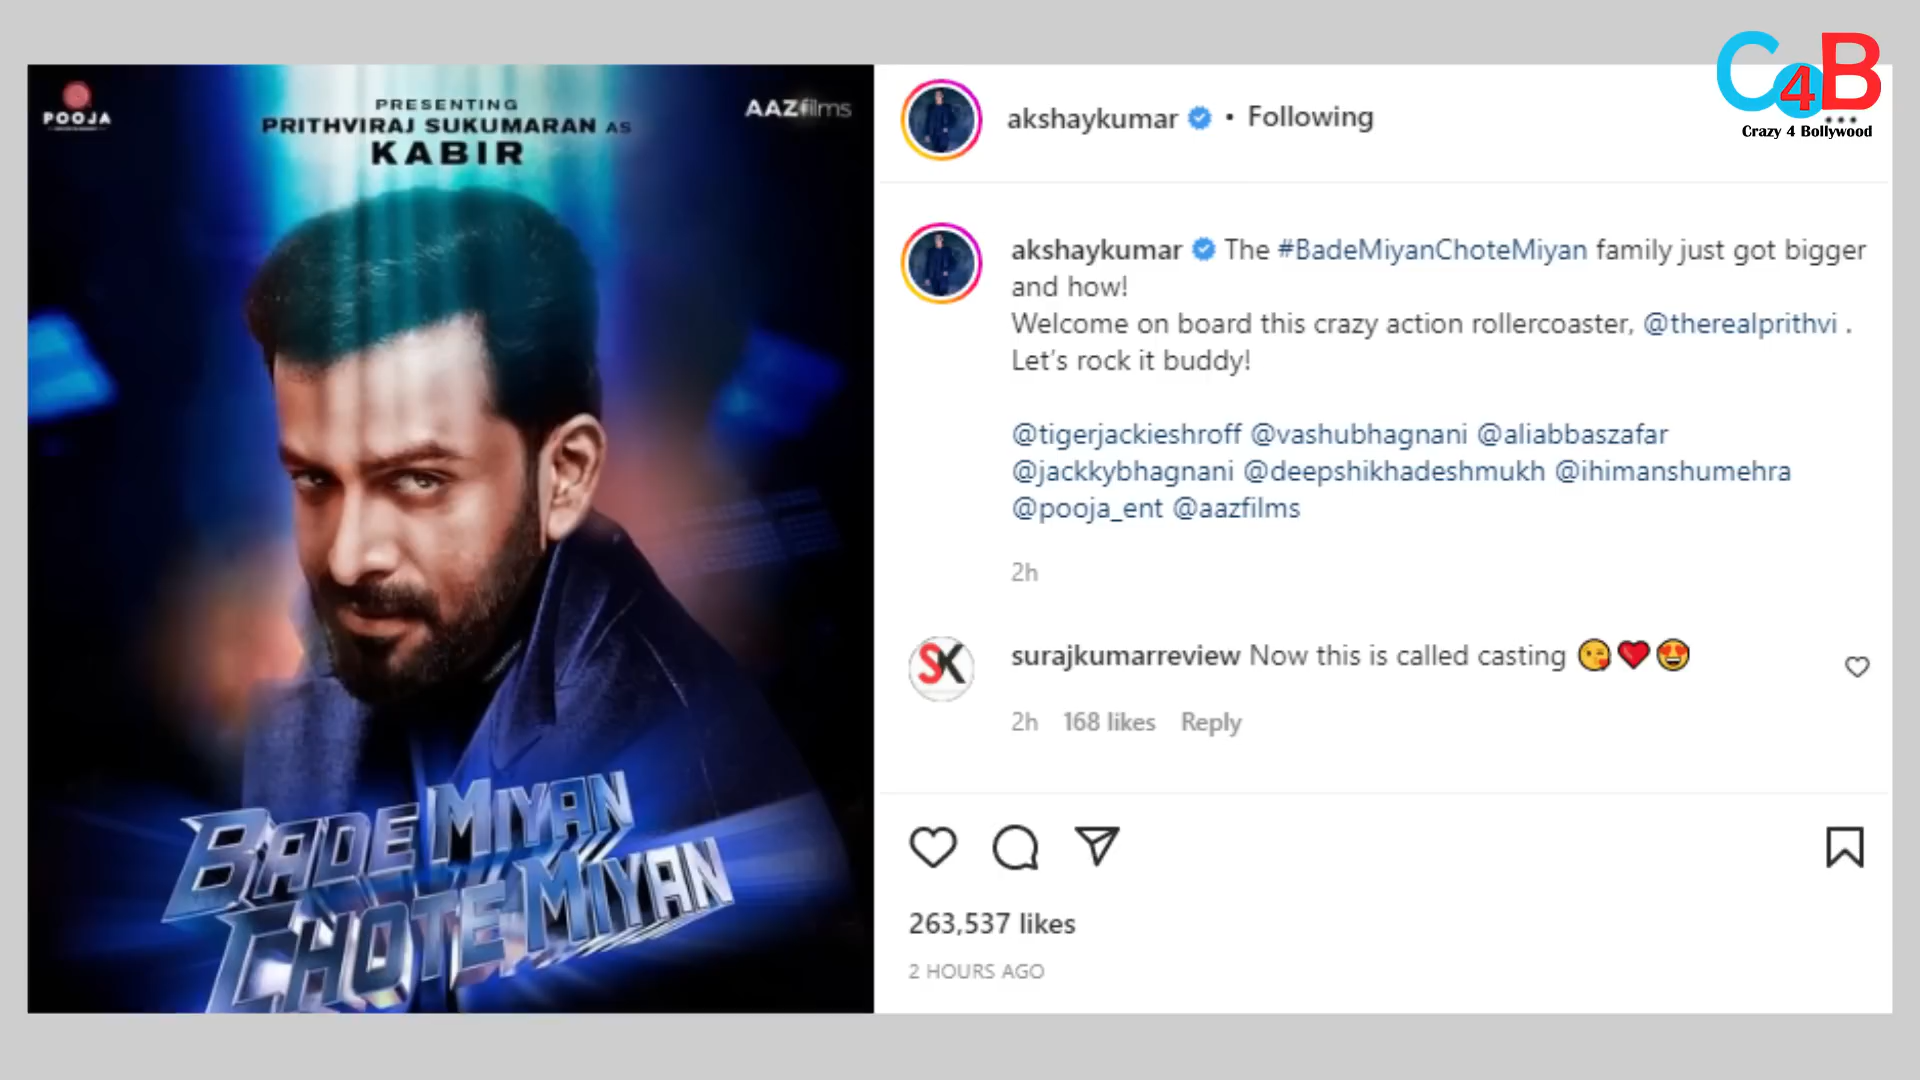 POOJA
PRESENTING
PRITHVIRAJ SUKUMARAN AS
KABIR
AAZfilms
BADE MIYAN
CHOTE MIYAN
C4B
Crazy 4 Bollywood
akshaykumar • Following
akshaykumar The #BadeMiyanChoteMiyan family just got bigger
and how!
Welcome on board this crazy action rollercoaster, @therealprithvi .
Let’s rock it buddy!
@tigerjackieshroff @vashubhagnani @aliabbaszafar
@jackkybhagnani @deepshikhadeshmukh @ihimanshumehra
@pooja_ent @aazfilms
2h
SK
surajkumarreview Now this is called casting 😘❤️😍
2h 168 likes Reply
263,537 likes
2 HOURS AGO